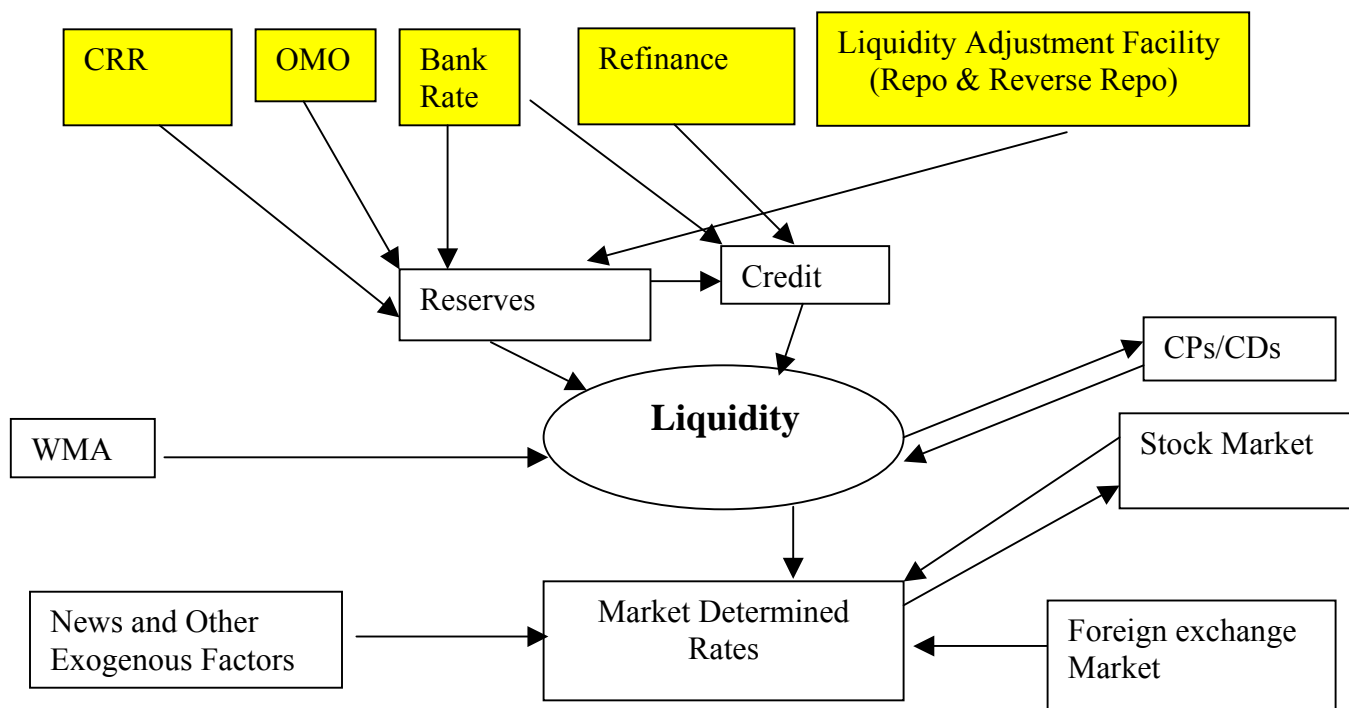 CRR
OMO
Bank
Rate
Refinance
Liquidity Adjustment Facility
(Repo & Reverse Repo)
Reserves
Credit
CPs/CDs
Liquidity
WMA
Stock Market
News and Other
Exogenous Factors
Market Determined
Rates
Foreign exchange
Market